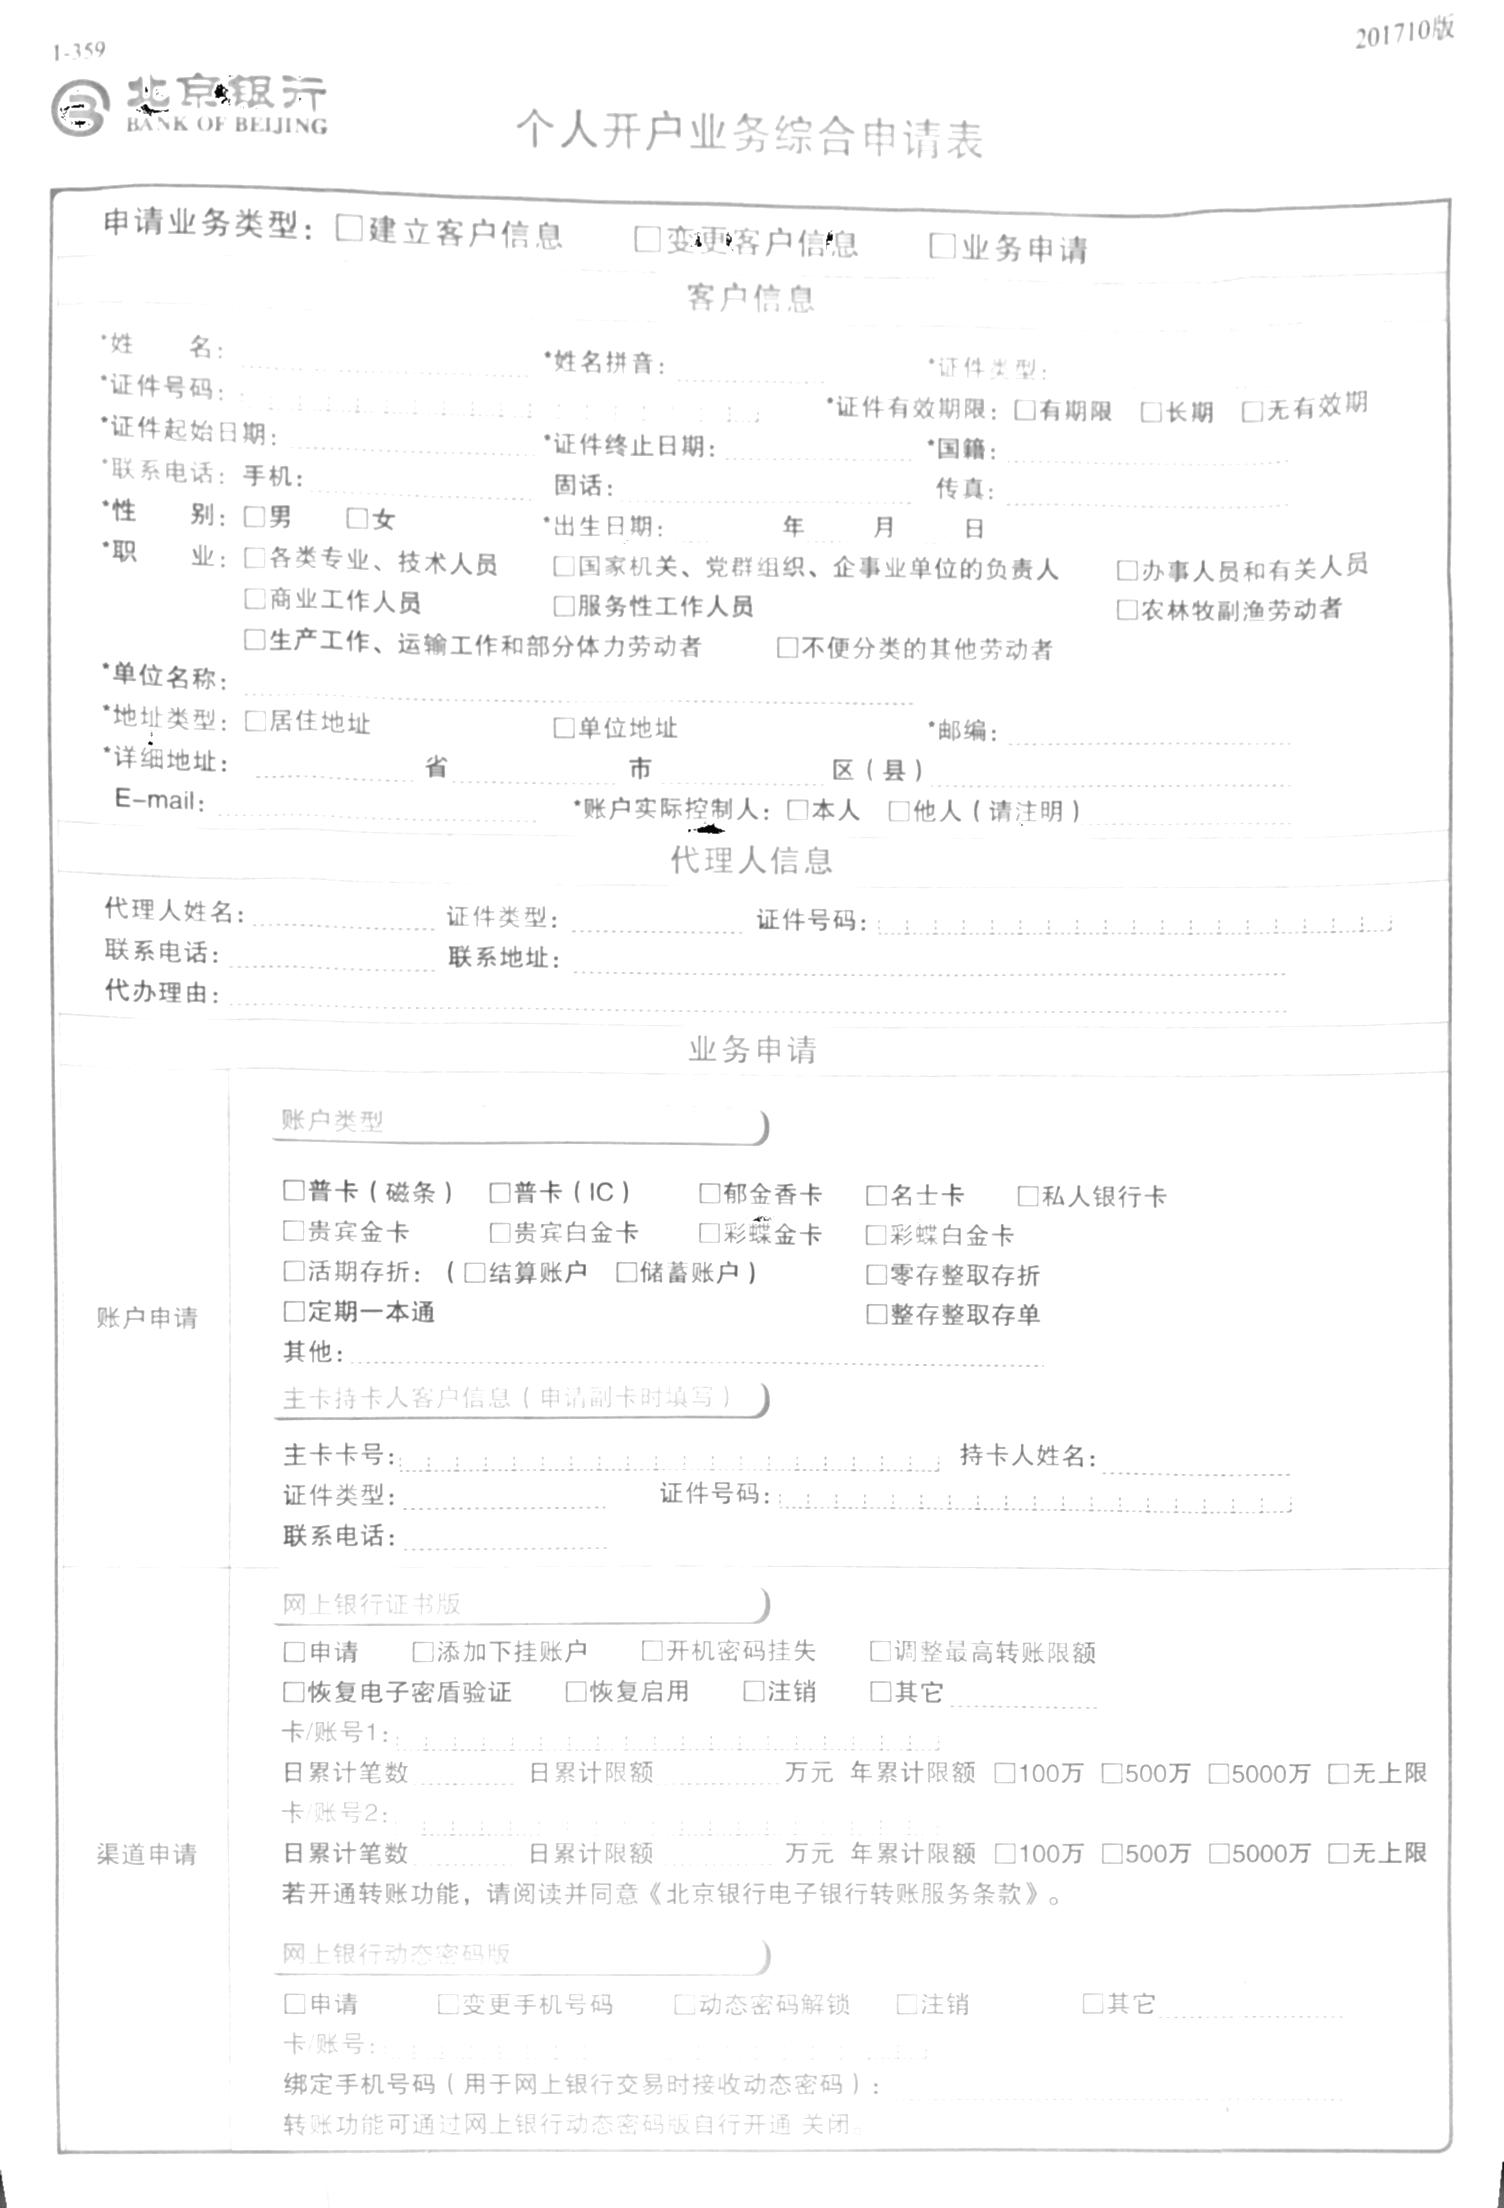 1-359
201710版
北京银行
BANK OF BEIJING
个人开户业务综合申请表
申请业务类型：□建立客户信息 □变更客户信息 □业务申请
客户信息
*姓 名： *姓名拼音： *证件类型：
*证件号码： *证件有效期限：□有期限 □长期 □无有效期
*证件起始日期： *证件终止日期： *国籍：
*联系电话：手机： 固话： 传真：
*性 别：□男 □女 *出生日期： 年 月 日
*职 业：□各类专业、技术人员 □国家机关、党群组织、企事业单位的负责人 □办事人员和有关人员
□商业工作人员 □服务性工作人员 □农林牧副渔劳动者
□生产工作、运输工作和部分体力劳动者 □不便分类的其他劳动者
*单位名称：
*地址类型：□居住地址 □单位地址 *邮编：
*详细地址： 省 市 区（县）
E-mail： *账户实际控制人：□本人 □他人（请注明）
代理人信息
代理人姓名： 证件类型： 证件号码：
联系电话： 联系地址：
代办理由：
业务申请
账户申请
账户类型
□普卡（磁条） □普卡（IC） □郁金香卡 □名士卡 □私人银行卡
□贵宾金卡 □贵宾白金卡 □彩蝶金卡 □彩蝶白金卡
□活期存折：（□结算账户 □储蓄账户） □零存整取存折
□定期一本通 □整存整取存单
其他：
主卡持卡人客户信息（申请副卡时填写）
主卡卡号： 持卡人姓名：
证件类型： 证件号码：
联系电话：
渠道申请
网上银行证书版
□申请 □添加下挂账户 □开机密码挂失 □调整最高转账限额
□恢复电子密盾验证 □恢复启用 □注销 □其它
卡/账号1：
日累计笔数 日累计限额 万元 年累计限额 □100万 □500万 □5000万 □无上限
卡/账号2：
日累计笔数 日累计限额 万元 年累计限额 □100万 □500万 □5000万 □无上限
若开通转账功能，请阅读并同意《北京银行电子银行转账服务条款》。
网上银行动态密码版
□申请 □变更手机号码 □动态密码解锁 □注销 □其它
卡/账号：
绑定手机号码（用于网上银行交易时接收动态密码）：
转账功能可通过网上银行动态密码版自行开通 关闭。